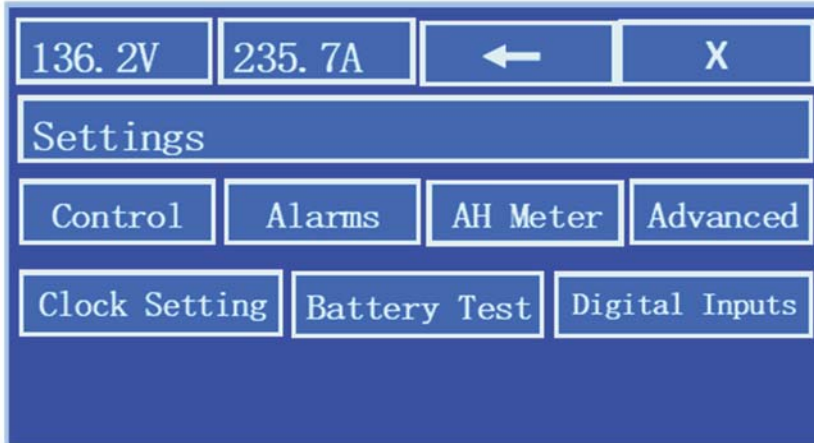 136.2V 235.7A ← X
Settings
Control Alarms AH Meter Advanced
Clock Setting Battery Test Digital Inputs